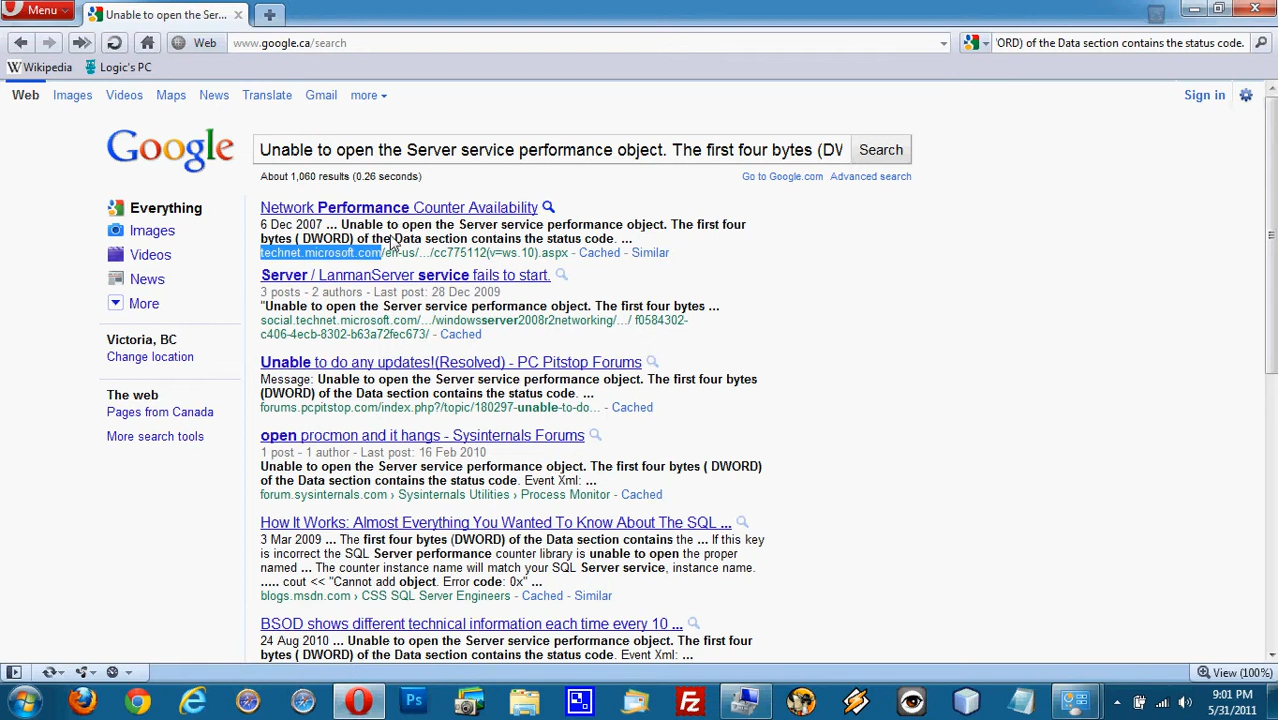 Menu
Unable to open the Ser...
Web
www.google.ca/search
'ORD) of the Data section contains the status code.
Wikipedia
Logic's PC
Web Images Videos Maps News Translate Gmail more
Sign in
Google
Unable to open the Server service performance object. The first four bytes (DW
Search
About 1,060 results (0.26 seconds)
Go to Google.com Advanced search
Everything
Images
Videos
News
More
Victoria, BC
Change location
The web
Pages from Canada
More search tools
Network Performance Counter Availability
6 Dec 2007 ... Unable to open the Server service performance object. The first four
bytes ( DWORD) of the Data section contains the status code. ...
technet.microsoft.com/en-us/.../cc775112(v=ws.10).aspx - Cached - Similar
Server / LanmanServer service fails to start.
3 posts - 2 authors - Last post: 28 Dec 2009
"Unable to open the Server service performance object. The first four bytes ...
social.technet.microsoft.com/.../windowsserver2008r2networking/.../ f0584302-
c406-4ecb-8302-b63a72fec673/ - Cached
Unable to do any updates!(Resolved) - PC Pitstop Forums
Message: Unable to open the Server service performance object. The first four bytes
(DWORD) of the Data section contains the status code. ...
forums.pcpitstop.com/index.php?/topic/180297-unable-to-do... - Cached
open procmon and it hangs - Sysinternals Forums
1 post - 1 author - Last post: 16 Feb 2010
Unable to open the Server service performance object. The first four bytes ( DWORD)
of the Data section contains the status code. Event Xml: ...
forum.sysinternals.com › Sysinternals Utilities › Process Monitor - Cached
How It Works: Almost Everything You Wanted To Know About The SQL ...
3 Mar 2009 ... The first four bytes (DWORD) of the Data section contains the ... If this key
is incorrect the SQL Server performance counter library is unable to open the proper
named ... The counter instance name will match your SQL Server service, instance name.
..... cout << "Cannot add object. Error code: 0x" ...
blogs.msdn.com › CSS SQL Server Engineers - Cached - Similar
BSOD shows different technical information each time every 10 ...
24 Aug 2010 ... Unable to open the Server service performance object. The first four
bytes ( DWORD) of the Data section contains the status code. Event Xml: ...
View (100%)
Ps
FZ
9:01 PM
5/31/2011